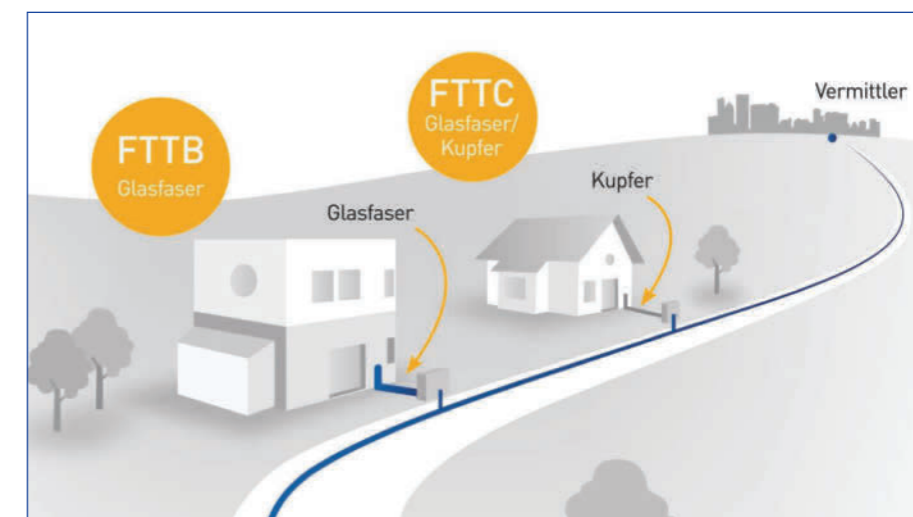 FTTB
Glasfaser
FTTC
Glasfaser/
Kupfer
Vermittler
Glasfaser
Kupfer